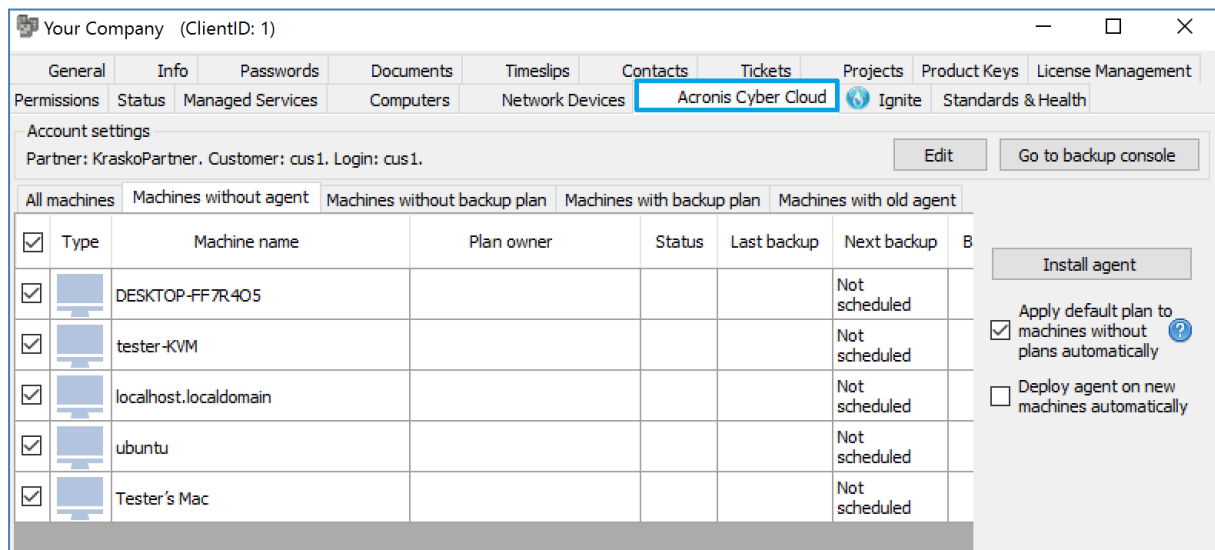 Your Company (ClientID: 1)
General Info Passwords Documents Timeslips Contacts Tickets Projects Product Keys License Management
Permissions Status Managed Services Computers Network Devices Acronis Cyber Cloud Ignite Standards & Health
Account settings
Partner: KraskoPartner. Customer: cus1. Login: cus1.
Edit
Go to backup console
All machines Machines without agent Machines without backup plan Machines with backup plan Machines with old agent
Type Machine name Plan owner Status Last backup Next backup B
DESKTOP-FF7R4O5 Not
scheduled
tester-KVM Not
scheduled
localhost.localdomain Not
scheduled
ubuntu Not
scheduled
Tester's Mac Not
scheduled
Install agent
Apply default plan to
machines without
plans automatically
?
Deploy agent on new
machines automatically